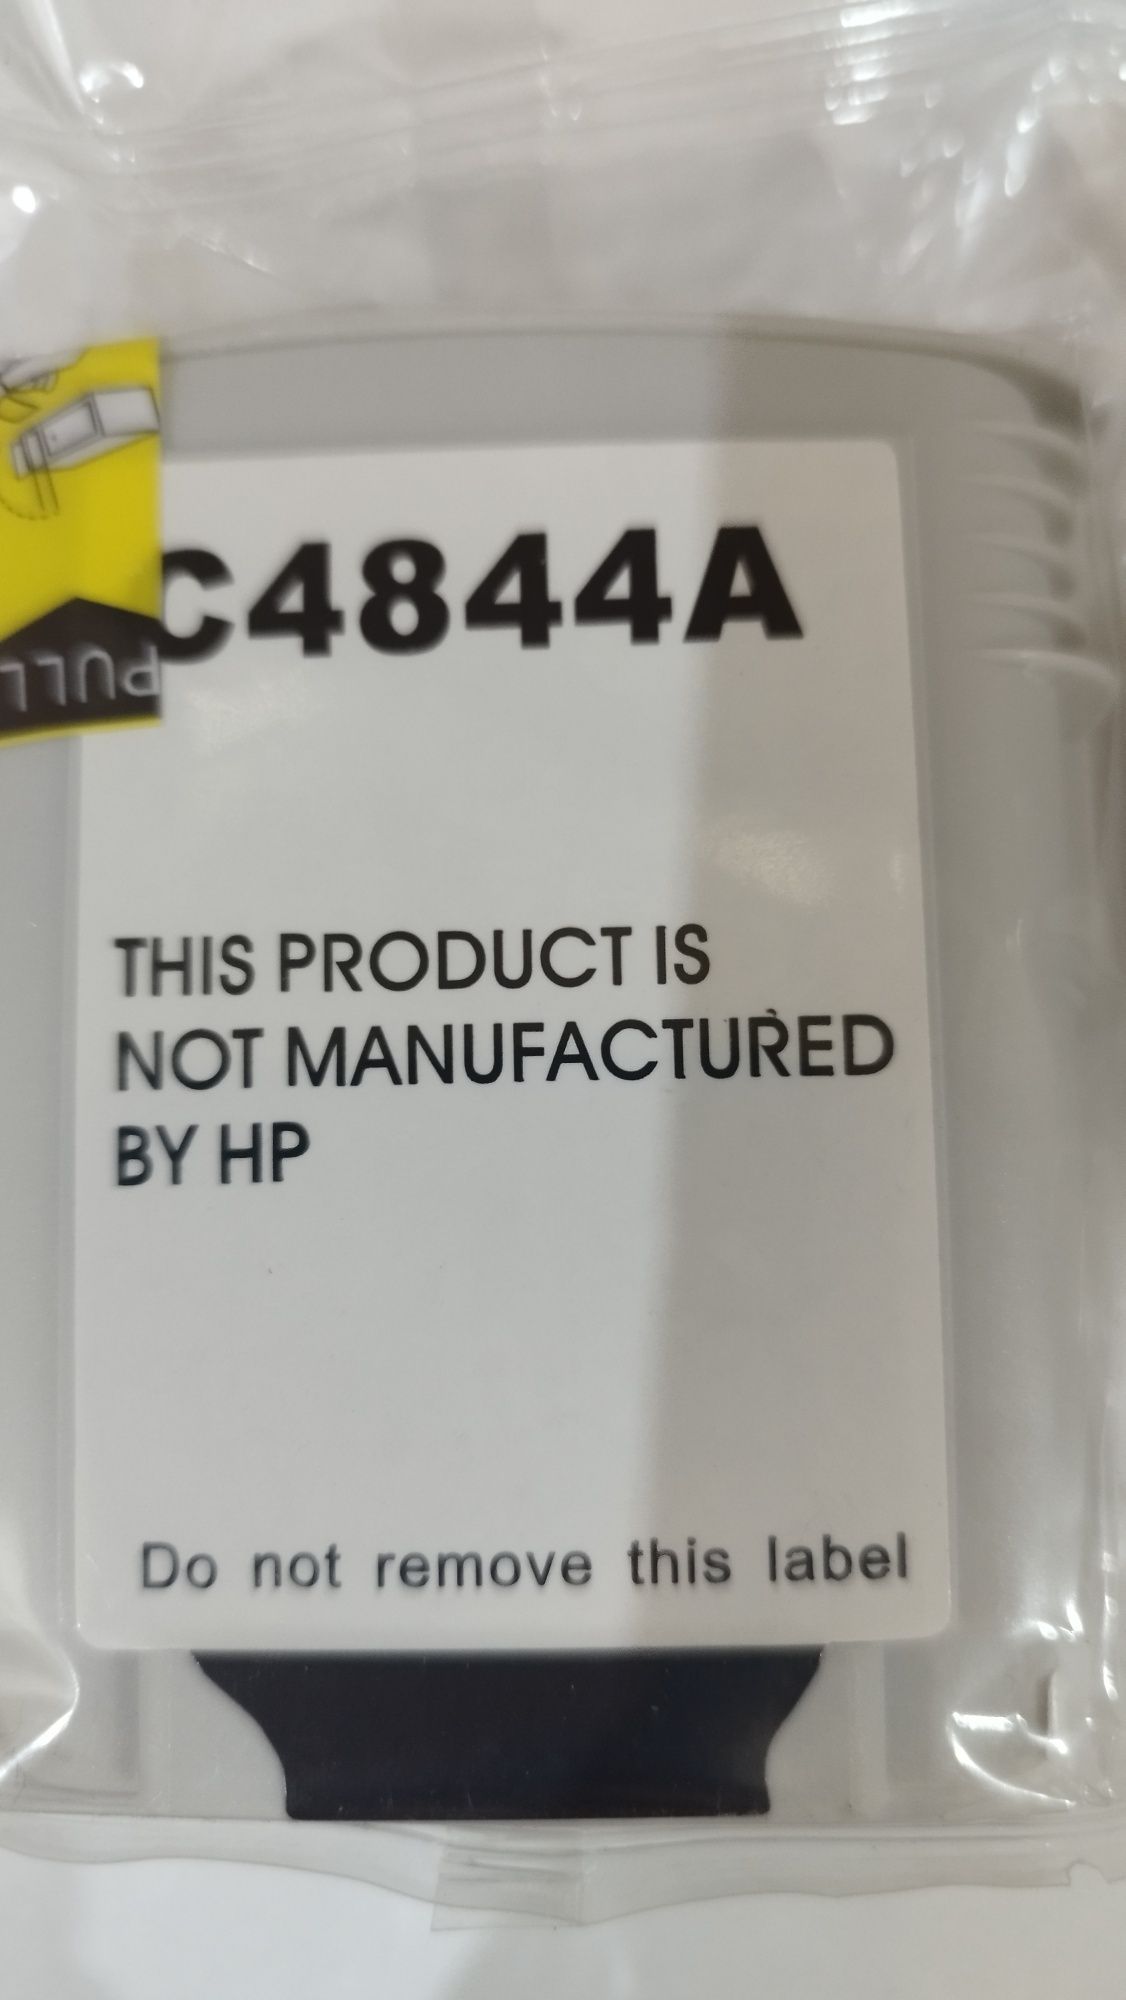 C4844A
PULL
THIS PRODUCT IS
NOT MANUFACTURED
BY HP
Do not remove this label